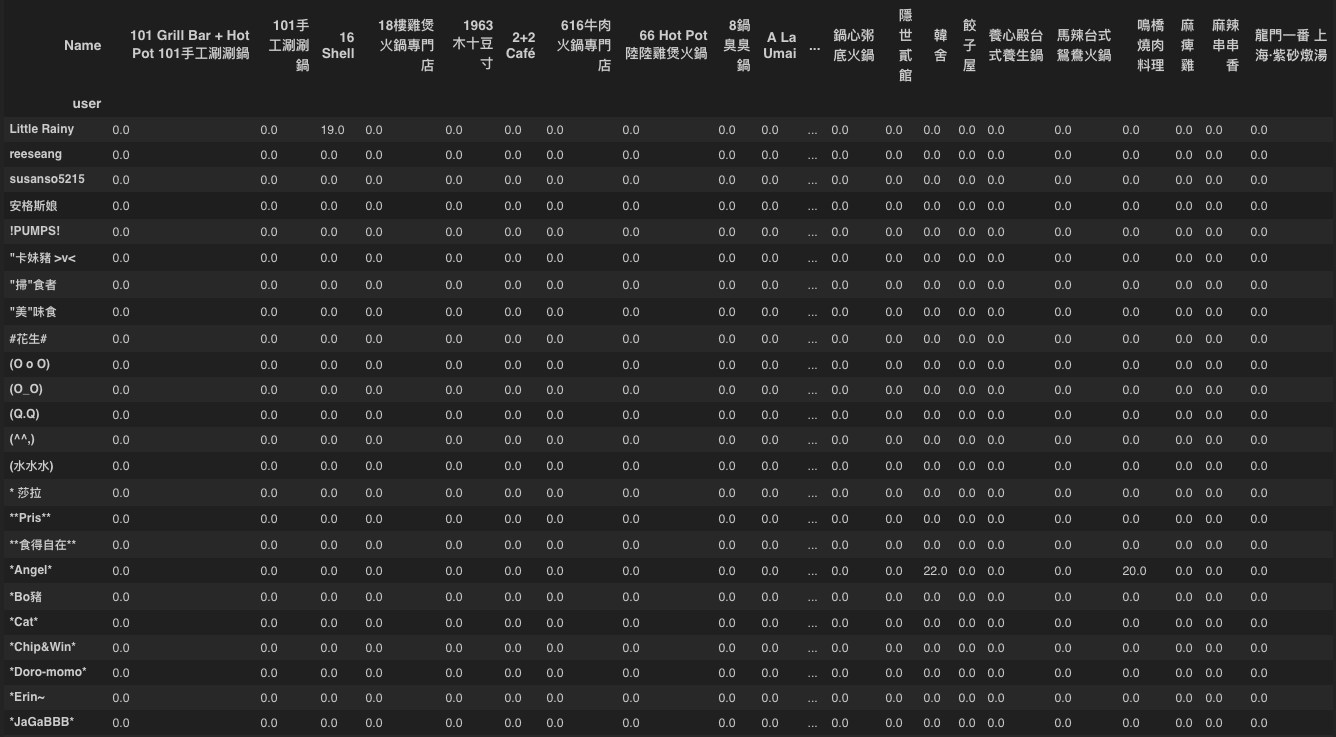 Name 101 Grill Bar + Hot Pot 101手工涮涮鍋 101手工涮涮鍋 16 Shell 18樓雞煲火鍋專門店 1963木十豆寸 2+2 Café 616牛肉火鍋專門店 66 Hot Pot 陸陸雞煲火鍋 8鍋臭臭鍋 A La Umai ... 鍋心粥底火鍋 隱世貳館 韓舍 餃子屋 養心殿台式養生鍋 馬辣台式鴛鴦火鍋 鳴橋燒肉料理 麻痺雞 麻辣串串香 龍門一番 上海·紫砂燉湯
user
Little Rainy 0.0 0.0 19.0 0.0 0.0 0.0 0.0 0.0 0.0 0.0 ... 0.0 0.0 0.0 0.0 0.0 0.0 0.0 0.0 0.0 0.0
reeseang 0.0 0.0 0.0 0.0 0.0 0.0 0.0 0.0 0.0 0.0 ... 0.0 0.0 0.0 0.0 0.0 0.0 0.0 0.0 0.0 0.0
susanso5215 0.0 0.0 0.0 0.0 0.0 0.0 0.0 0.0 0.0 0.0 ... 0.0 0.0 0.0 0.0 0.0 0.0 0.0 0.0 0.0 0.0
安格斯娘 0.0 0.0 0.0 0.0 0.0 0.0 0.0 0.0 0.0 0.0 ... 0.0 0.0 0.0 0.0 0.0 0.0 0.0 0.0 0.0 0.0
!PUMPS! 0.0 0.0 0.0 0.0 0.0 0.0 0.0 0.0 0.0 0.0 ... 0.0 0.0 0.0 0.0 0.0 0.0 0.0 0.0 0.0 0.0
"卡妹豬 >v< 0.0 0.0 0.0 0.0 0.0 0.0 0.0 0.0 0.0 0.0 ... 0.0 0.0 0.0 0.0 0.0 0.0 0.0 0.0 0.0 0.0
"掃"食者 0.0 0.0 0.0 0.0 0.0 0.0 0.0 0.0 0.0 0.0 ... 0.0 0.0 0.0 0.0 0.0 0.0 0.0 0.0 0.0 0.0
"美"味食 0.0 0.0 0.0 0.0 0.0 0.0 0.0 0.0 0.0 0.0 ... 0.0 0.0 0.0 0.0 0.0 0.0 0.0 0.0 0.0 0.0
#花生# 0.0 0.0 0.0 0.0 0.0 0.0 0.0 0.0 0.0 0.0 ... 0.0 0.0 0.0 0.0 0.0 0.0 0.0 0.0 0.0 0.0
(O o O) 0.0 0.0 0.0 0.0 0.0 0.0 0.0 0.0 0.0 0.0 ... 0.0 0.0 0.0 0.0 0.0 0.0 0.0 0.0 0.0 0.0
(O_O) 0.0 0.0 0.0 0.0 0.0 0.0 0.0 0.0 0.0 0.0 ... 0.0 0.0 0.0 0.0 0.0 0.0 0.0 0.0 0.0 0.0
(Q.Q) 0.0 0.0 0.0 0.0 0.0 0.0 0.0 0.0 0.0 0.0 ... 0.0 0.0 0.0 0.0 0.0 0.0 0.0 0.0 0.0 0.0
(^^,) 0.0 0.0 0.0 0.0 0.0 0.0 0.0 0.0 0.0 0.0 ... 0.0 0.0 0.0 0.0 0.0 0.0 0.0 0.0 0.0 0.0
(水水水) 0.0 0.0 0.0 0.0 0.0 0.0 0.0 0.0 0.0 0.0 ... 0.0 0.0 0.0 0.0 0.0 0.0 0.0 0.0 0.0 0.0
* 莎拉 0.0 0.0 0.0 0.0 0.0 0.0 0.0 0.0 0.0 0.0 ... 0.0 0.0 0.0 0.0 0.0 0.0 0.0 0.0 0.0 0.0
**Pris** 0.0 0.0 0.0 0.0 0.0 0.0 0.0 0.0 0.0 0.0 ... 0.0 0.0 0.0 0.0 0.0 0.0 0.0 0.0 0.0 0.0
**食得自在** 0.0 0.0 0.0 0.0 0.0 0.0 0.0 0.0 0.0 0.0 ... 0.0 0.0 0.0 0.0 0.0 0.0 0.0 0.0 0.0 0.0
*Angel* 0.0 0.0 0.0 0.0 0.0 0.0 0.0 0.0 0.0 0.0 ... 0.0 0.0 22.0 0.0 0.0 0.0 20.0 0.0 0.0 0.0
*Bo豬 0.0 0.0 0.0 0.0 0.0 0.0 0.0 0.0 0.0 0.0 ... 0.0 0.0 0.0 0.0 0.0 0.0 0.0 0.0 0.0 0.0
*Cat* 0.0 0.0 0.0 0.0 0.0 0.0 0.0 0.0 0.0 0.0 ... 0.0 0.0 0.0 0.0 0.0 0.0 0.0 0.0 0.0 0.0
*Chip&Win* 0.0 0.0 0.0 0.0 0.0 0.0 0.0 0.0 0.0 0.0 ... 0.0 0.0 0.0 0.0 0.0 0.0 0.0 0.0 0.0 0.0
*Doro-momo* 0.0 0.0 0.0 0.0 0.0 0.0 0.0 0.0 0.0 0.0 ... 0.0 0.0 0.0 0.0 0.0 0.0 0.0 0.0 0.0 0.0
*Erin~ 0.0 0.0 0.0 0.0 0.0 0.0 0.0 0.0 0.0 0.0 ... 0.0 0.0 0.0 0.0 0.0 0.0 0.0 0.0 0.0 0.0
*JaGaBBB* 0.0 0.0 0.0 0.0 0.0 0.0 0.0 0.0 0.0 0.0 ... 0.0 0.0 0.0 0.0 0.0 0.0 0.0 0.0 0.0 0.0